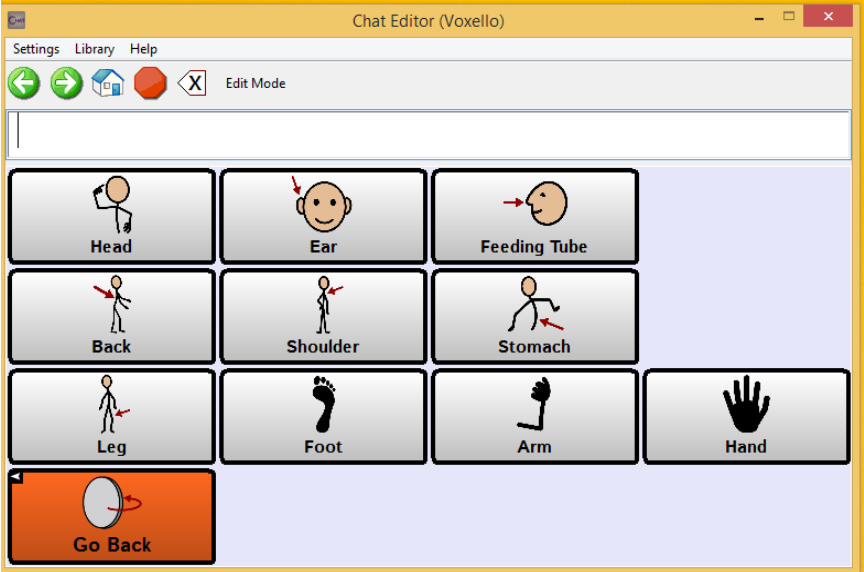 Chat Editor (Voxello)
Settings Library Help
X Edit Mode
Head Ear Feeding Tube
Back Shoulder Stomach
Leg Foot Arm Hand
Go Back